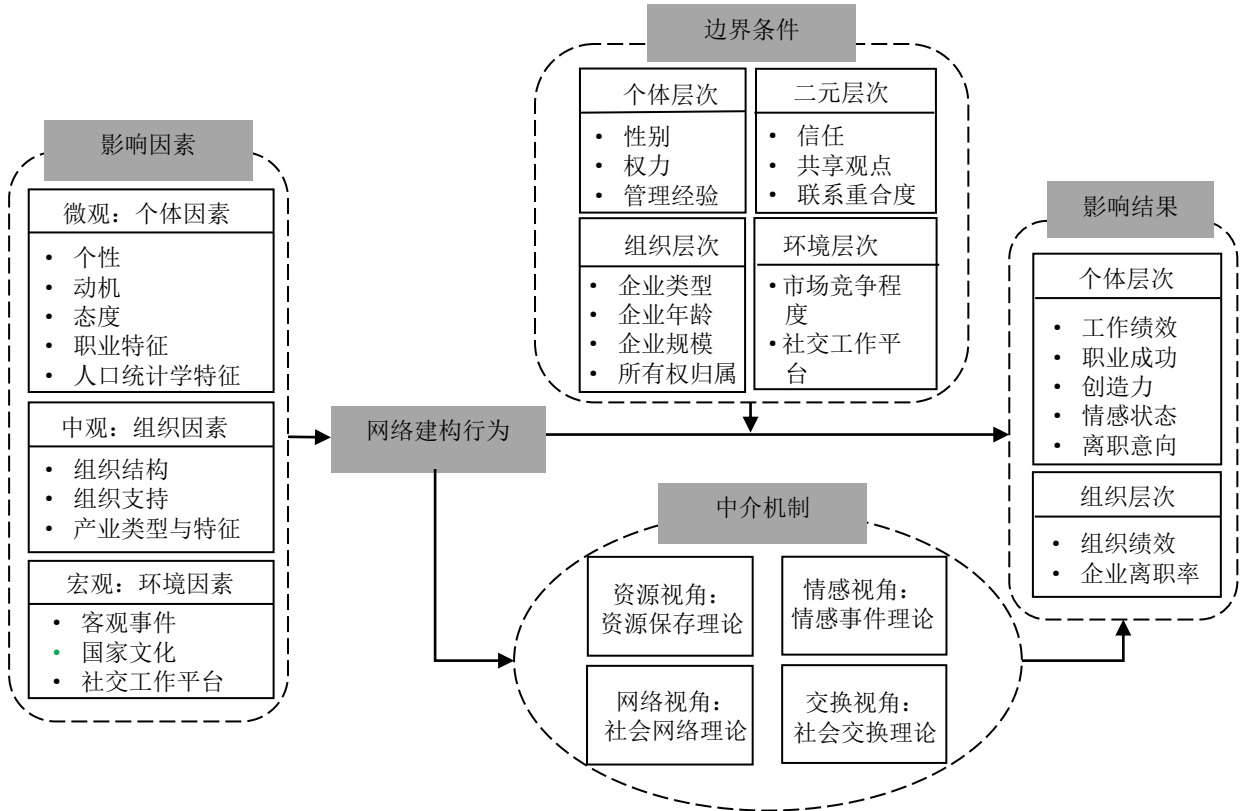 影响因素
微观：个体因素
• 个性
• 动机
• 态度
• 职业特征
• 人口统计学特征
中观：组织因素
• 组织结构
• 组织支持
• 产业类型与特征
宏观：环境因素
• 客观事件
• 国家文化
• 社交工作平台
网络建构行为
边界条件
个体层次
• 性别
• 权力
• 管理经验
二元层次
• 信任
• 共享观点
• 联系重合度
组织层次
• 企业类型
• 企业年龄
• 企业规模
• 所有权归属
环境层次
•市场竞争程
度
•社交工作平
台
中介机制
资源视角：
资源保存理论
情感视角：
情感事件理论
网络视角：
社会网络理论
交换视角：
社会交换理论
影响结果
个体层次
• 工作绩效
• 职业成功
• 创造力
• 情感状态
• 离职意向
组织层次
• 组织绩效
• 企业离职率